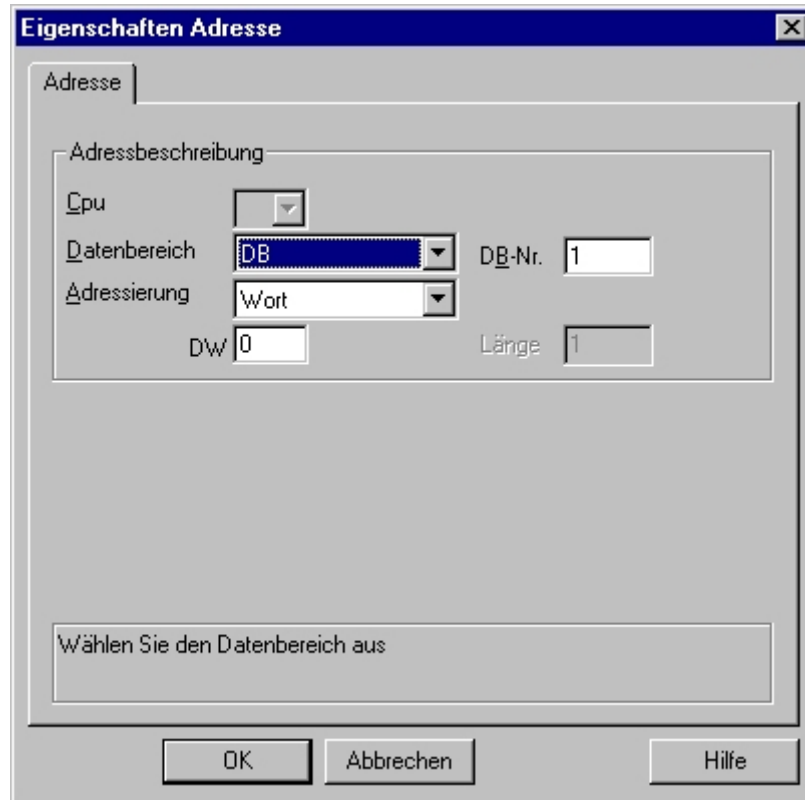 Eigenschaften Adresse
Adresse
Adressbeschreibung
Cpu
Datenbereich DB DB-Nr. 1
Adressierung Wort
DW 0 Länge 1
Wählen Sie den Datenbereich aus
OK Abbrechen Hilfe